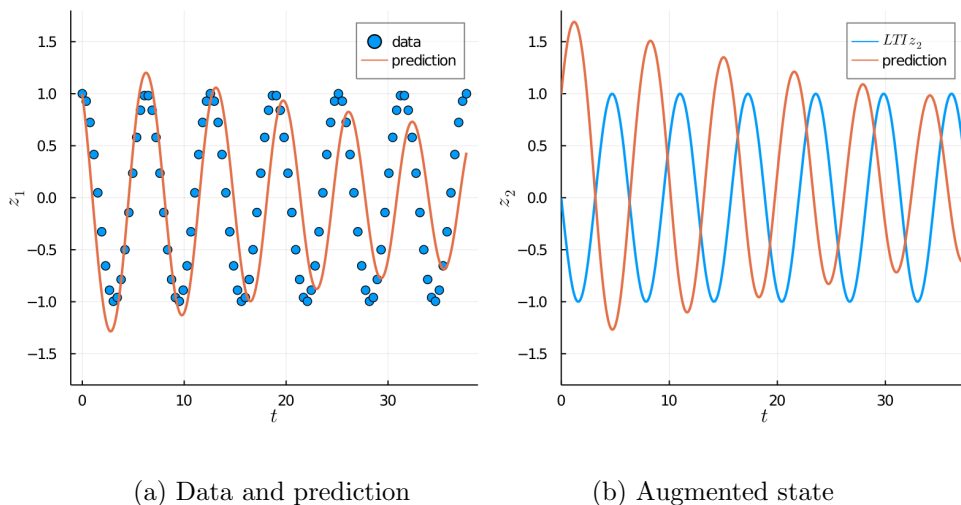 1.5
1.0
0.5
0.0
−0.5
−1.0
−1.5
z₁
0 10 20 30
t
data
prediction
(a) Data and prediction
1.5
1.0
0.5
0.0
−0.5
−1.0
−1.5
z₂
0 10 20 30
t
LTIz₂
prediction
(b) Augmented state